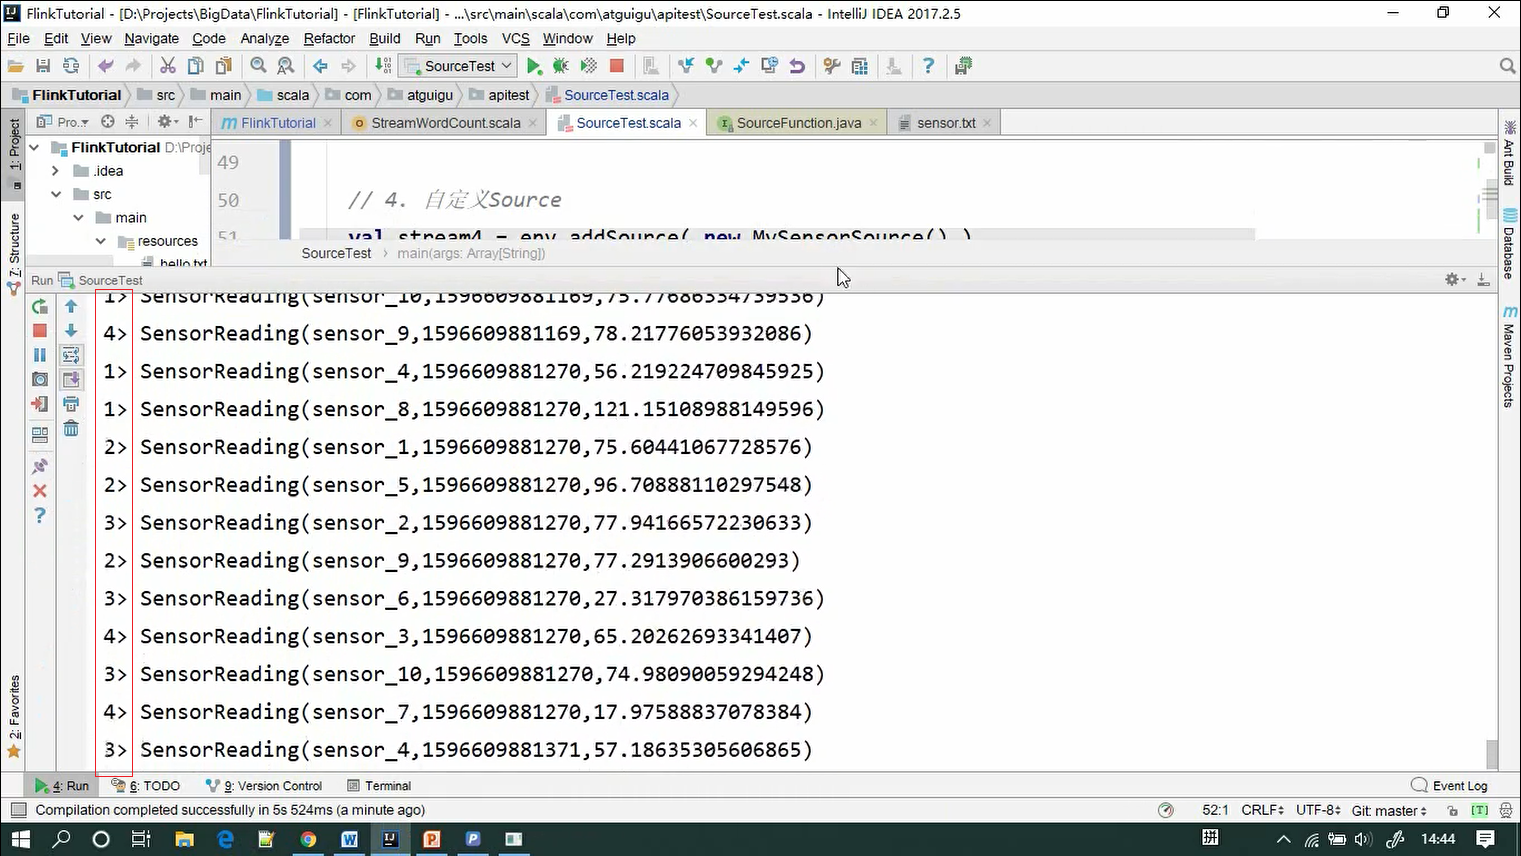 FlinkTutorial - [D:\Projects\BigData\FlinkTutorial] - [FlinkTutorial] - ...\src\main\scala\com\atguigu\apitest\SourceTest.scala - IntelliJ IDEA 2017.2.5
File Edit View Navigate Code Analyze Refactor Build Run Tools VCS Window Help
SourceTest
FlinkTutorial src main scala com atguigu apitest SourceTest.scala
Pro.. FlinkTutorial StreamWordCount.scala SourceTest.scala SourceFunction.java sensor.txt
FlinkTutorial D:\Proje
.idea
src
main
resources
hello.txt
1: Project
7: Structure
2: Favorites
Ant Build
Database
Maven Projects
49
50 // 4. 自定义Source
51 val stream4 = env.addSource( new MySensorSource() )
SourceTest › main(args: Array[String])
Run SourceTest
1> SensorReading(sensor_10,1596609881169,75.77686334739536)
4> SensorReading(sensor_9,1596609881169,78.21776053932086)
1> SensorReading(sensor_4,1596609881270,56.219224709845925)
1> SensorReading(sensor_8,1596609881270,121.15108988149596)
2> SensorReading(sensor_1,1596609881270,75.60441067728576)
2> SensorReading(sensor_5,1596609881270,96.70888110297548)
3> SensorReading(sensor_2,1596609881270,77.94166572230633)
2> SensorReading(sensor_9,1596609881270,77.2913906600293)
3> SensorReading(sensor_6,1596609881270,27.317970386159736)
4> SensorReading(sensor_3,1596609881270,65.20262693341407)
3> SensorReading(sensor_10,1596609881270,74.98090059294248)
4> SensorReading(sensor_7,1596609881270,17.97588837078384)
3> SensorReading(sensor_4,1596609881371,57.18635305606865)
4: Run 6: TODO 9: Version Control Terminal Event Log
Compilation completed successfully in 5s 524ms (a minute ago) 52:1 CRLF UTF-8 Git: master [T]
拼 14:44